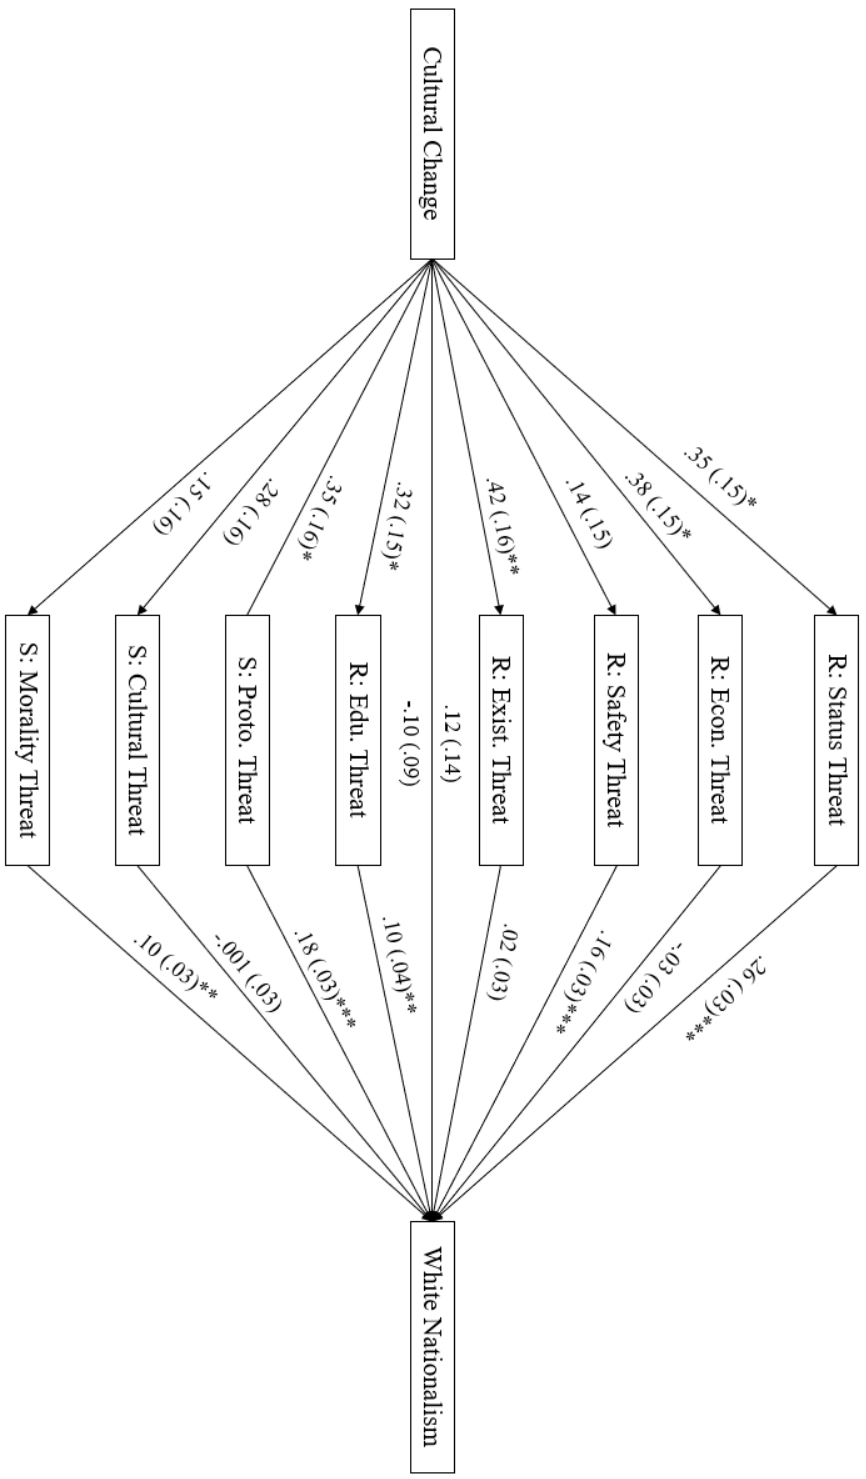 Cultural Change
.35 (.15)*
.38 (.15)*
.14 (.15)
.42 (.16)**
.32 (.15)*
.35 (.16)*
.28 (.16)
.15 (.16)
R: Status Threat
R: Econ. Threat
R: Safety Threat
R: Exist. Threat
.12 (.14)
-.10 (.09)
R: Edu. Threat
S: Proto. Threat
S: Cultural Threat
S: Morality Threat
.26 (.03)***
-.03 (.03)
.16 (.03)***
.02 (.03)
.10 (.04)**
.18 (.03)***
-.001 (.03)
.10 (.03)**
White Nationalism